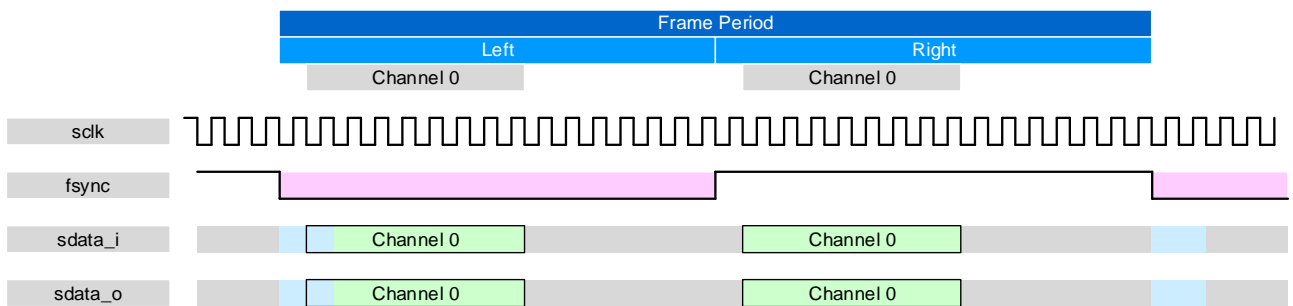 Frame Period
Left Right
Channel 0 Channel 0
sclk
fsync
sdata_i Channel 0 Channel 0
sdata_o Channel 0 Channel 0